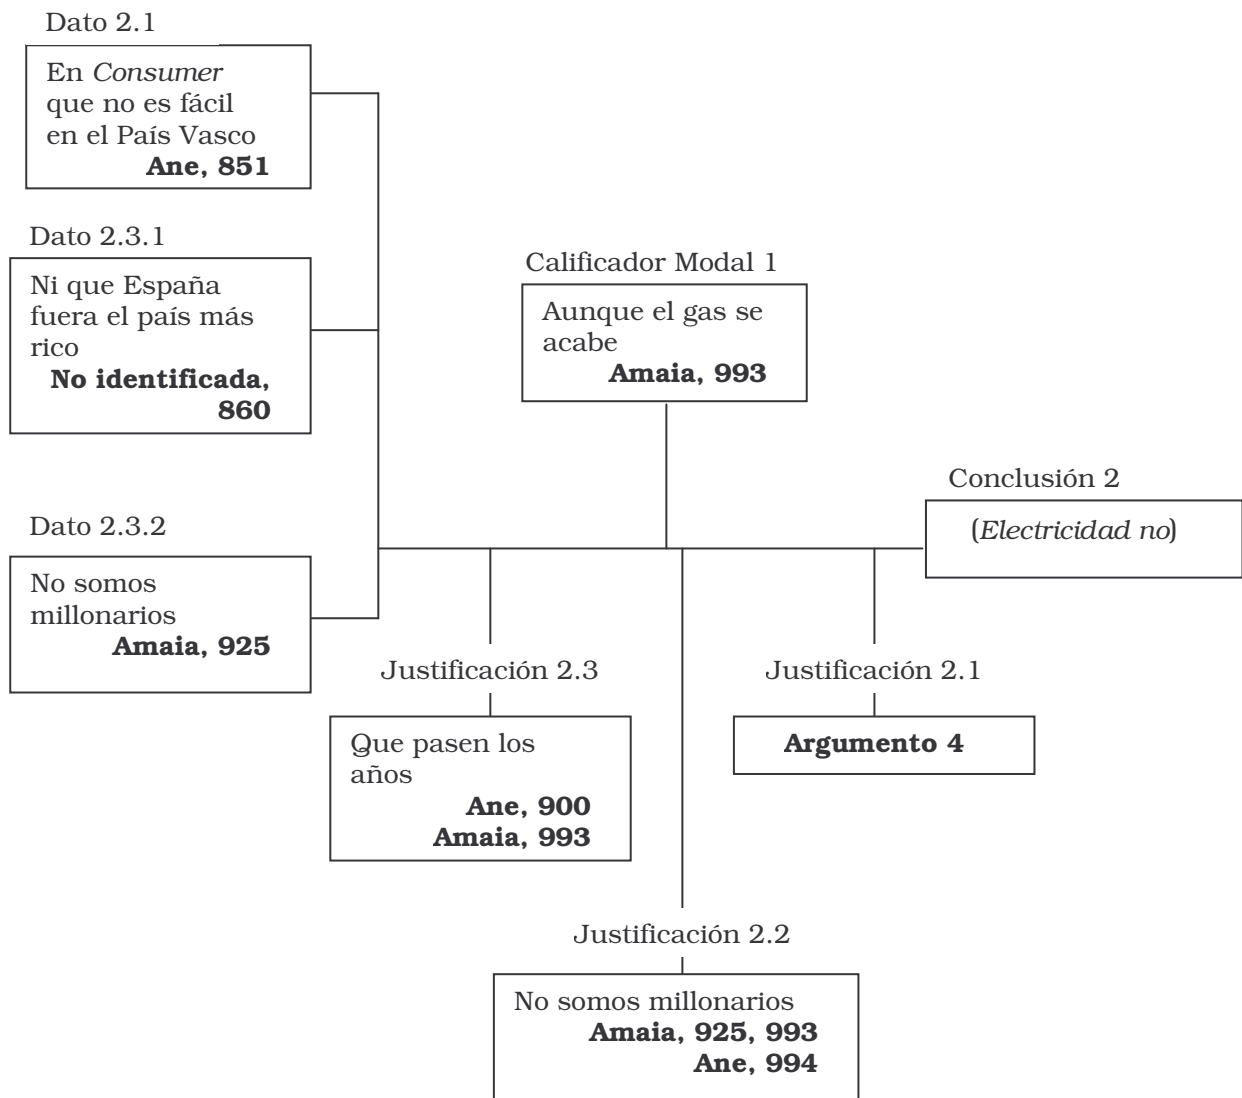 Dato 2.1
En Consumer
que no es fácil
en el País Vasco
Ane, 851
Dato 2.3.1
Ni que España
fuera el país más
rico
No identificada,
860
Dato 2.3.2
No somos
millonarios
Amaia, 925
Calificador Modal 1
Aunque el gas se
acabe
Amaia, 993
Conclusión 2
(Electricidad no)
Justificación 2.3
Que pasen los
años
Ane, 900
Amaia, 993
Justificación 2.1
Argumento 4
Justificación 2.2
No somos millonarios
Amaia, 925, 993
Ane, 994